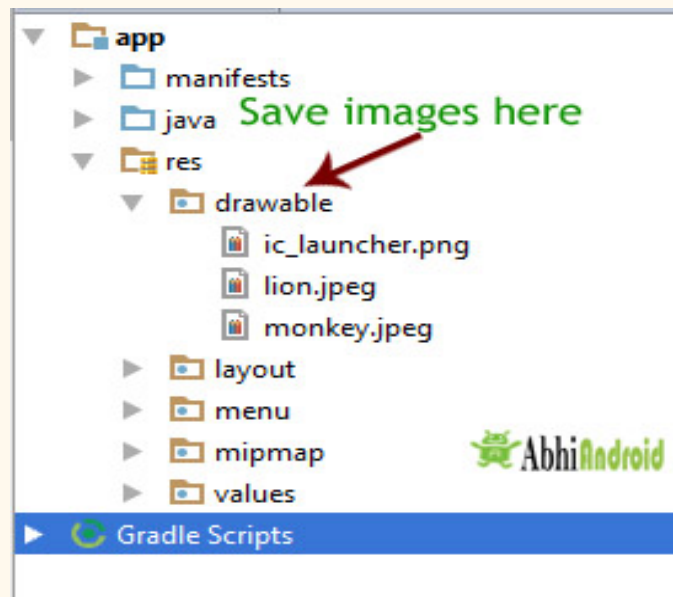 app
manifests
java
Save images here
res
drawable
ic_launcher.png
lion.jpeg
monkey.jpeg
layout
menu
mipmap
AbhiAndroid
values
Gradle Scripts